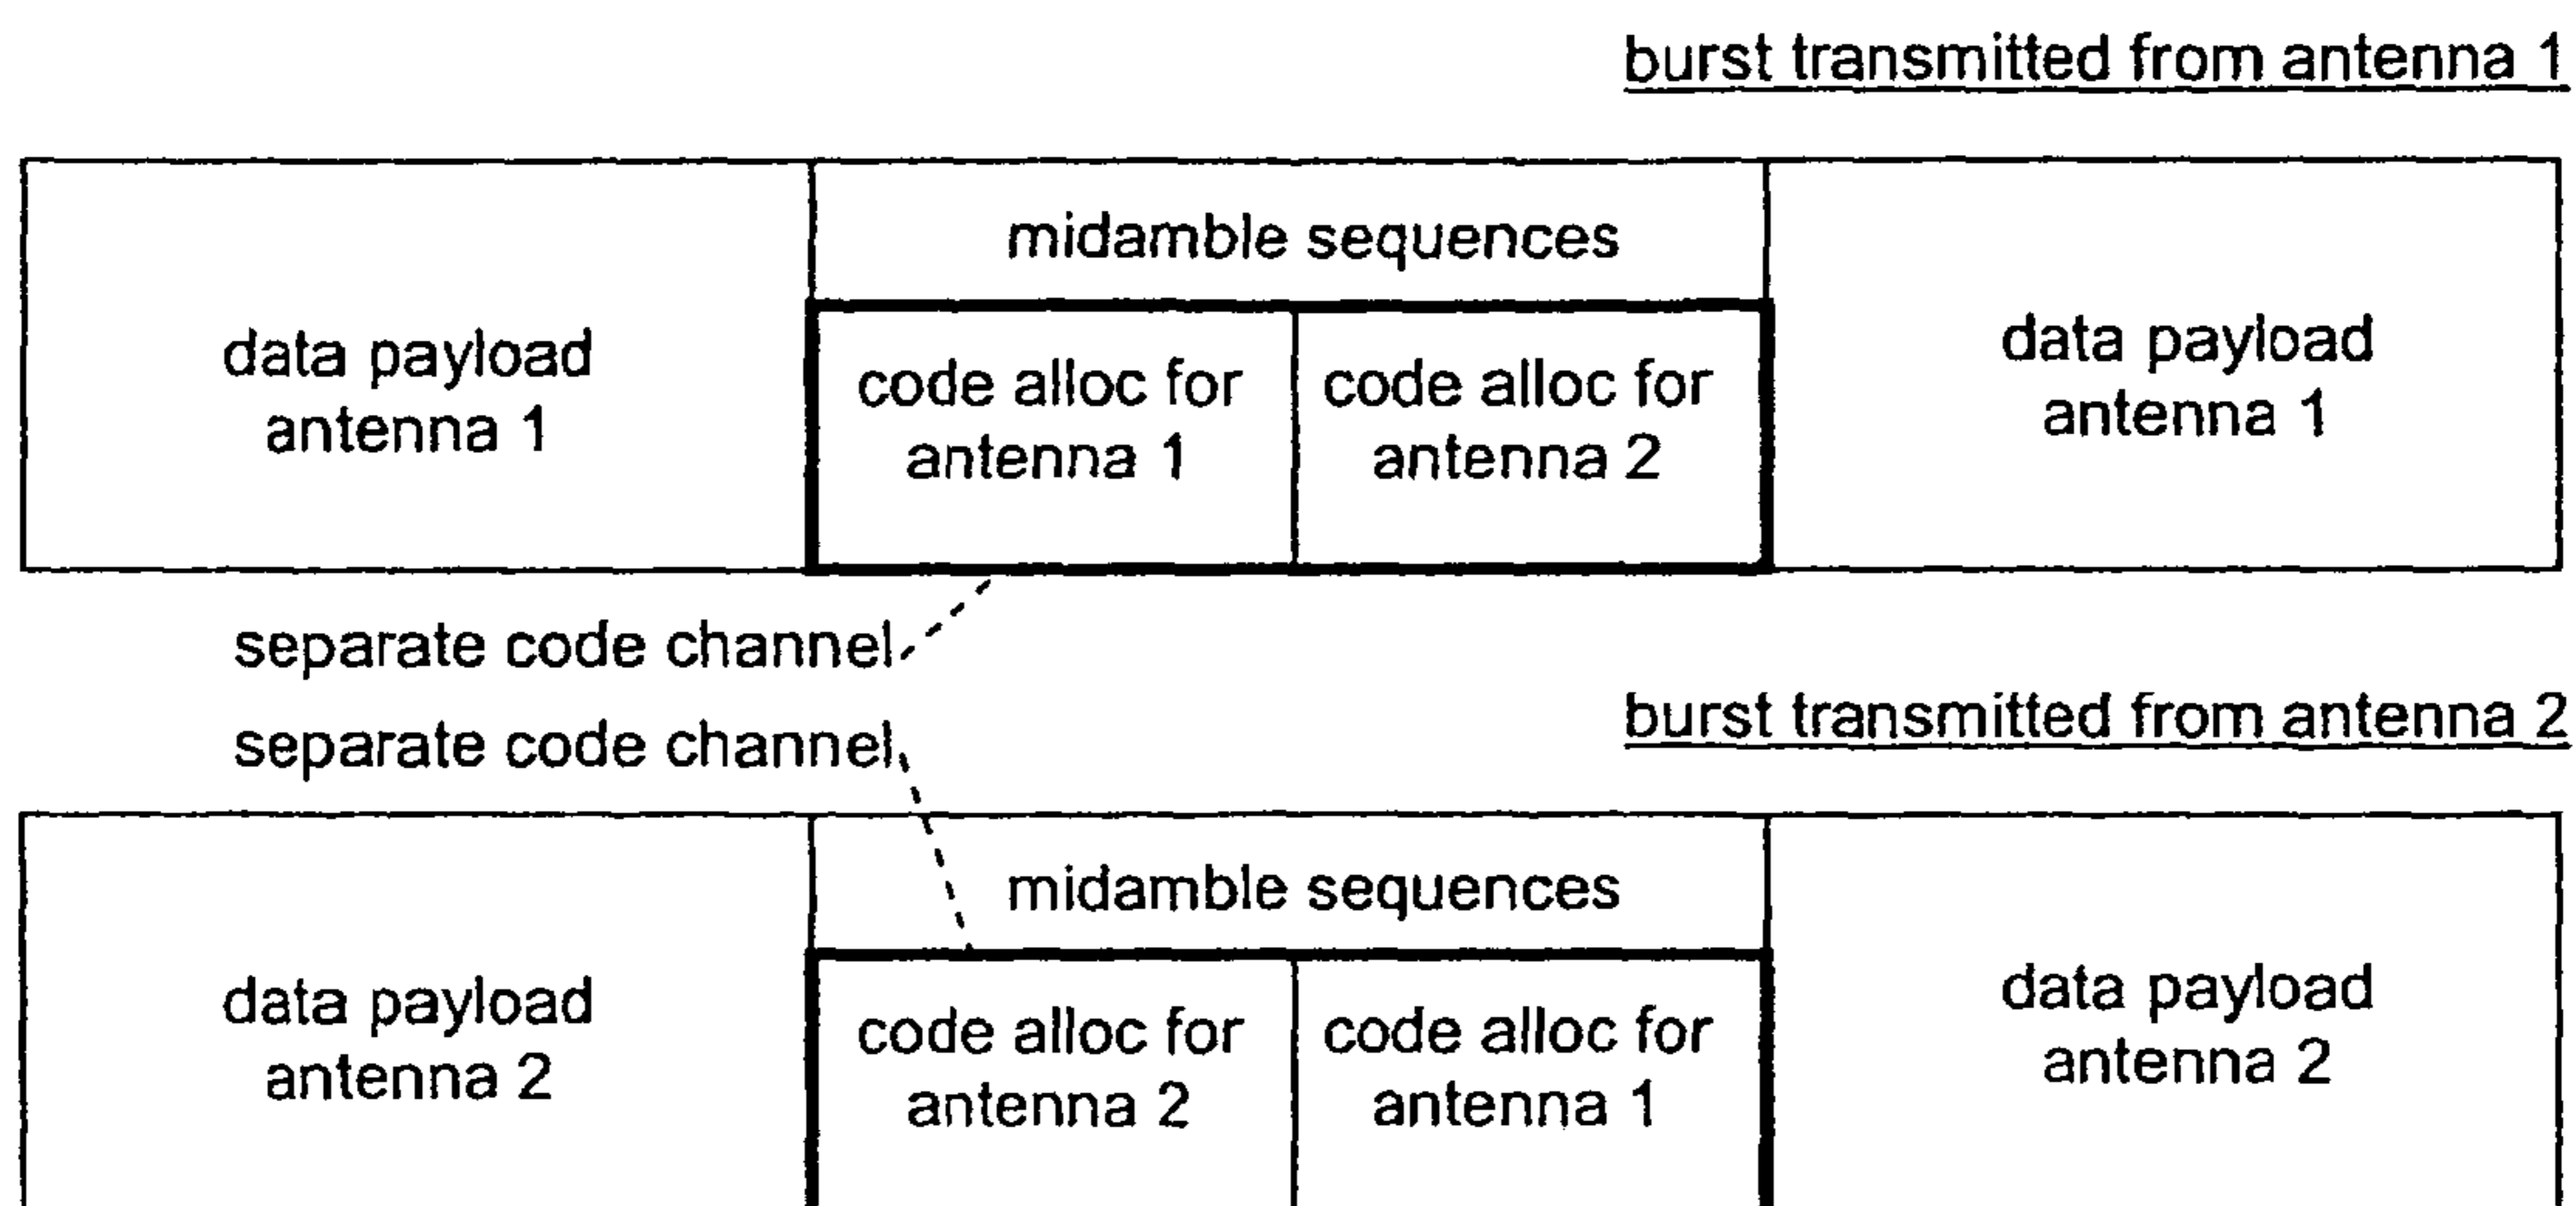 burst transmitted from antenna 1
midamble sequences
data payload
antenna 1
code alloc for
antenna 1
code alloc for
antenna 2
data payload
antenna 1
separate code channel
separate code channel
burst transmitted from antenna 2
midamble sequences
data payload
antenna 2
code alloc for
antenna 2
code alloc for
antenna 1
data payload
antenna 2